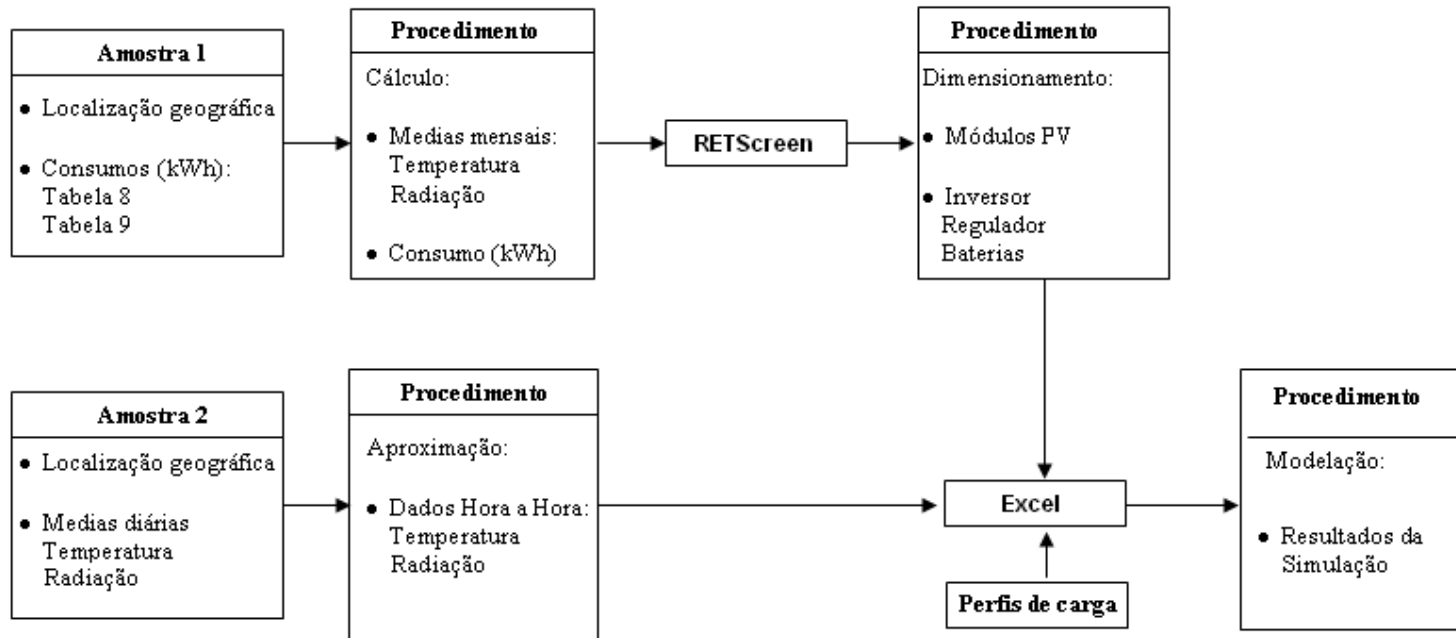 Amostra 1
● Localização geográfica
● Consumos (kWh):
Tabela 8
Tabela 9
Procedimento
Cálculo:
● Medias mensais:
Temperatura
Radiação
● Consumo (kWh)
RETScreen
Procedimento
Dimensionamento:
● Módulos PV
● Inversor
Regulador
Baterias
Amostra 2
● Localização geográfica
● Medias diárias
Temperatura
Radiação
Procedimento
Aproximação:
● Dados Hora a Hora:
Temperatura
Radiação
Excel
Perfis de carga
Procedimento
Modelação:
● Resultados da
Simulação